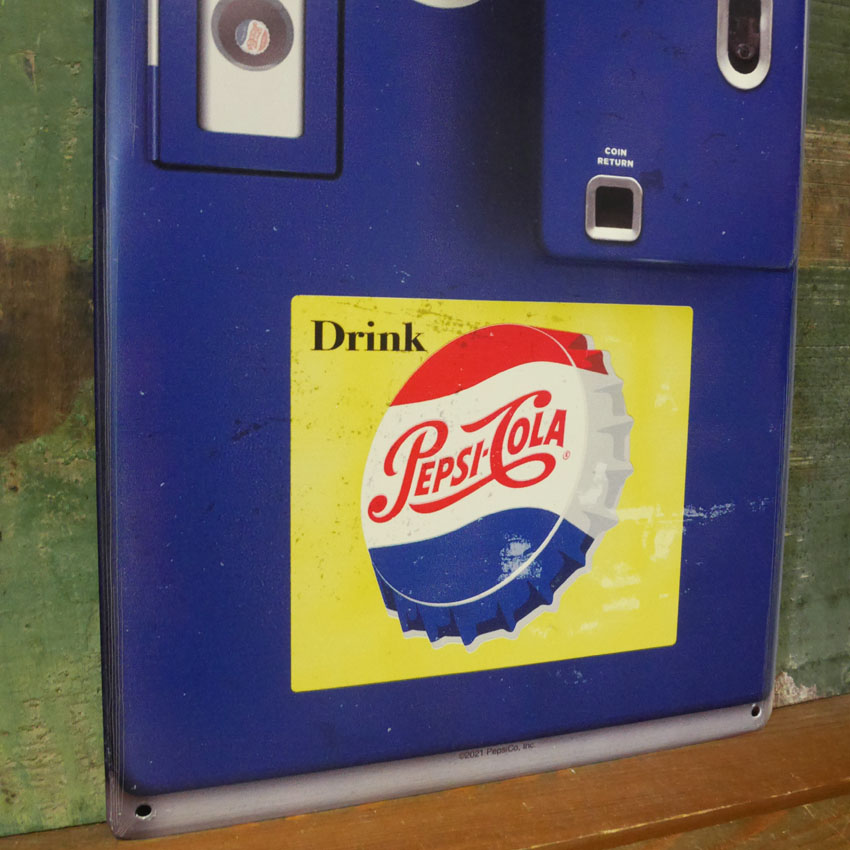 COIN
RETURN
Drink
PEPSI-COLA®
©2021 PepsiCo, Inc.